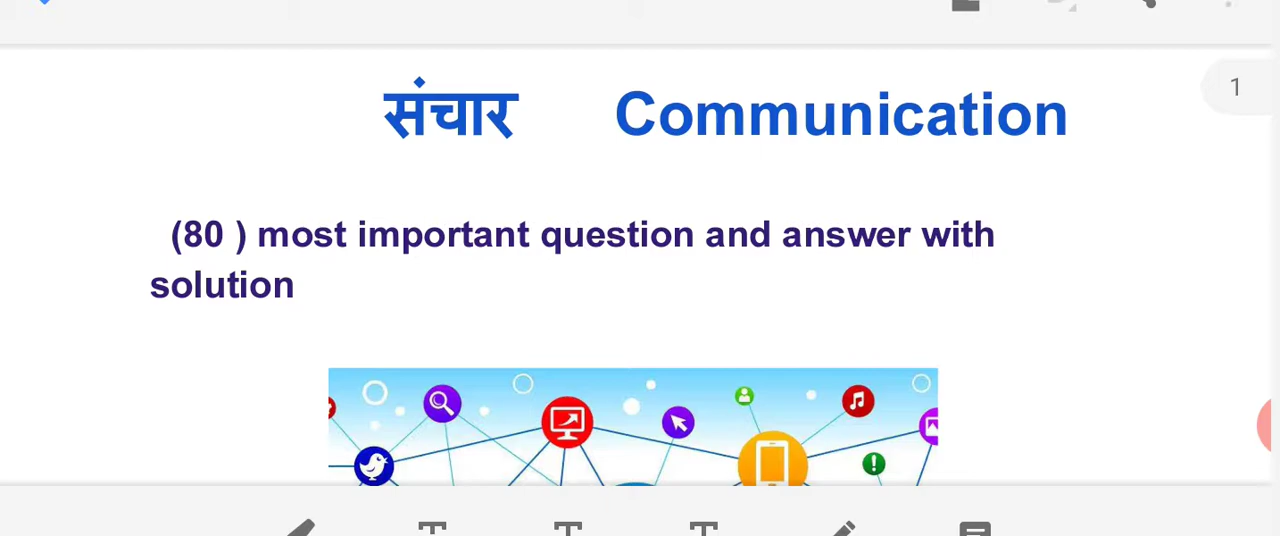 1
संचार Communication
(80 ) most important question and answer with
solution